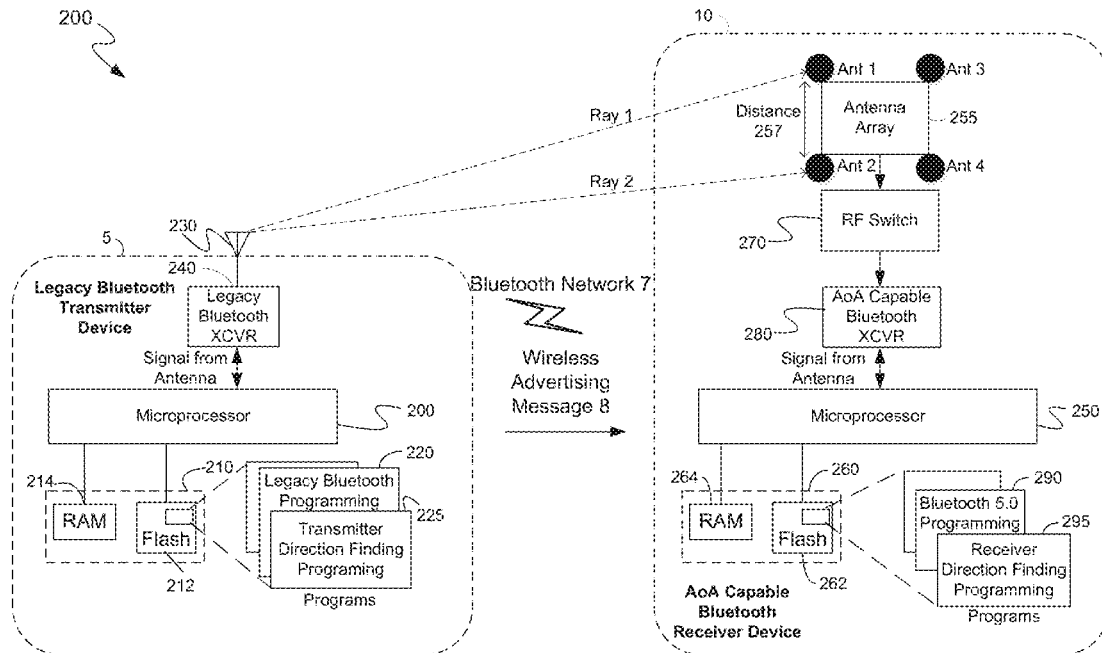 200
10
Ant 1
Ant 3
Ray 1
Distance
257
Antenna
Array
255
Ant 2
Ant 4
Ray 2
RF Switch
270
230
5
240
Legacy Bluetooth
Transmitter
Device
Legacy
Bluetooth
XCVR
Bluetooth Network 7
AoA Capable
Bluetooth
XCVR
280
Signal from
Antenna
Wireless
Advertising
Message 8
Signal from
Antenna
Microprocessor
200
Microprocessor
250
214
210
220
Legacy Bluetooth
Programming
225
RAM
Flash
Transmitter
Direction Finding
Programing
212
Programs
264
260
290
Bluetooth 5.0
Programming
295
RAM
Flash
Receiver
Direction Finding
Programming
262
AoA Capable
Bluetooth
Receiver Device
Programs